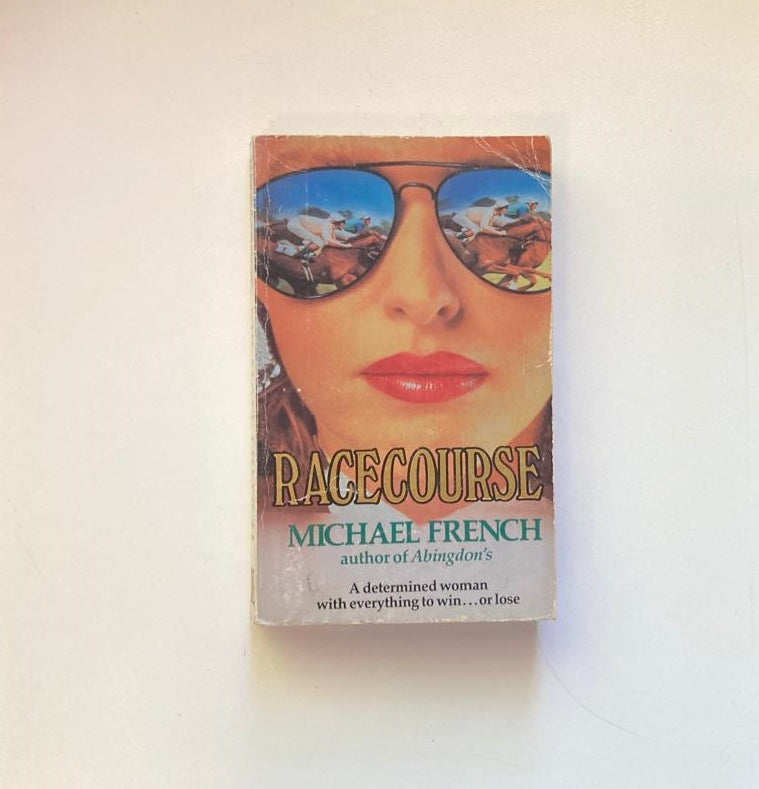 RACECOURSE
MICHAEL FRENCH
author of Abingdon's
A determined woman
with everything to win...or lose